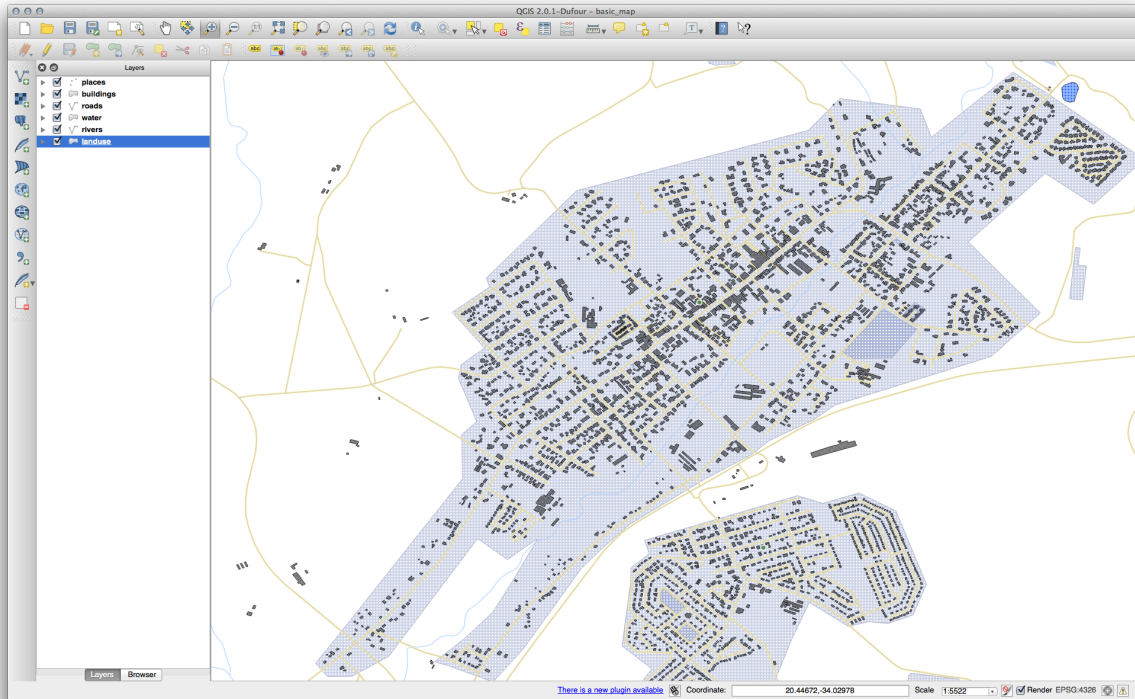 QGIS 2.0.1-Dufour - basic_map
Layers
places
buildings
roads
water
rivers
landuse
Layers Browser
There is a new plugin available Coordinate: 20.44672,-34.02978 Scale 1:5522 Render EPSG:4326